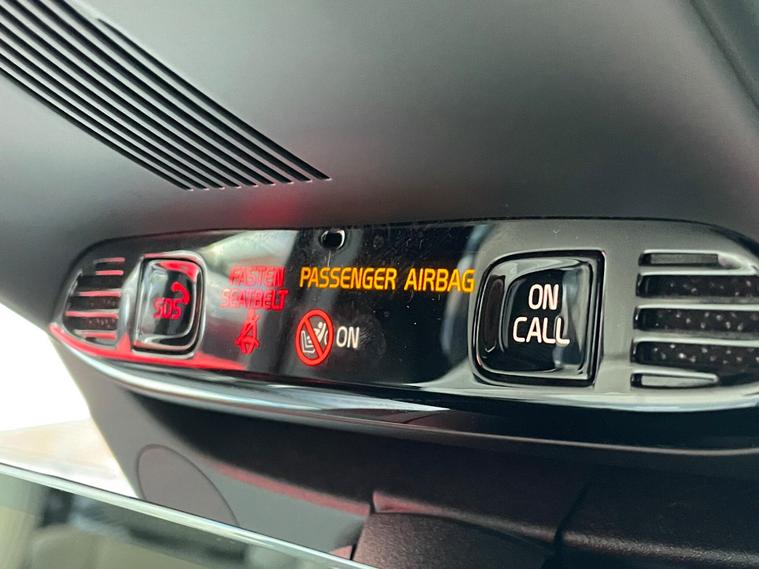 SOS
FASTEN
SEATBELT
PASSENGER AIRBAG
ON
ON
CALL